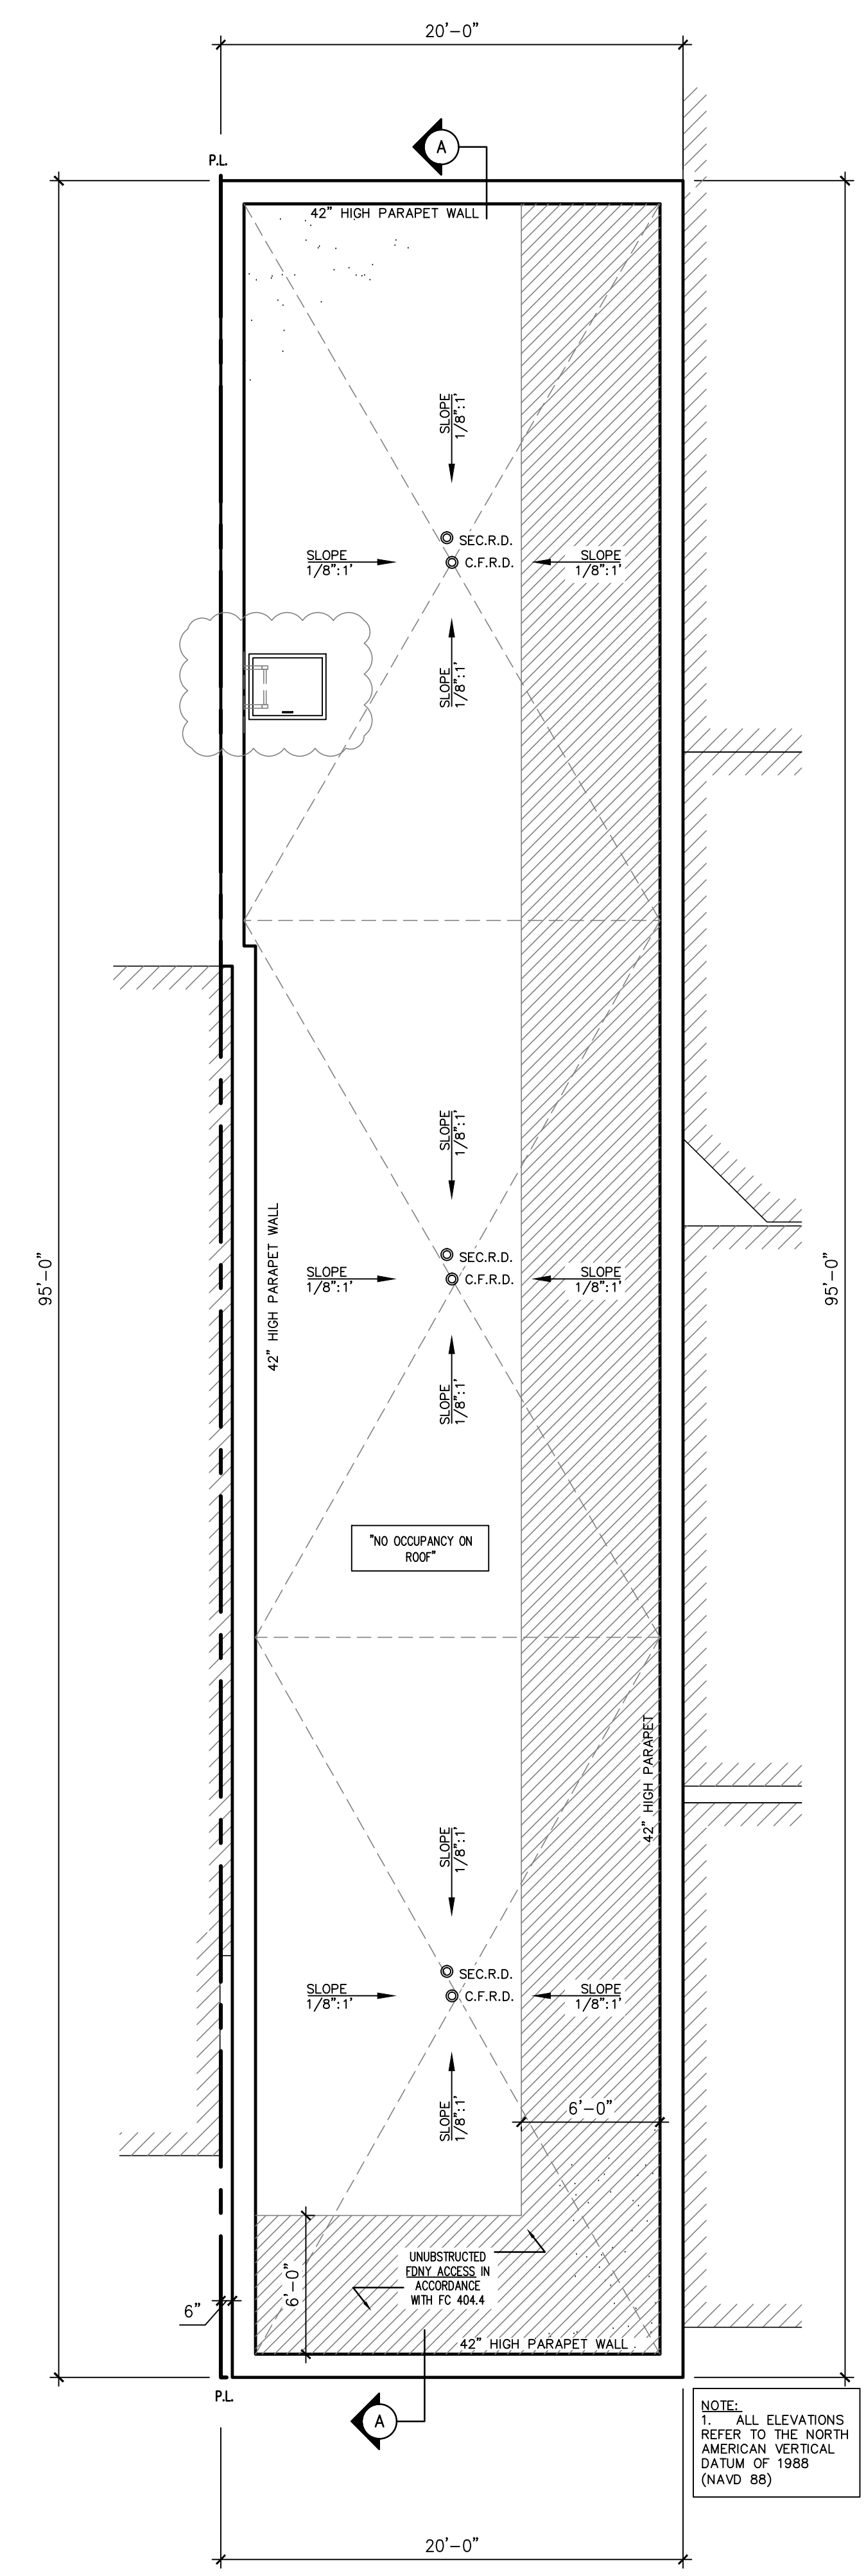 20'-0"
A
P.L.
42" HIGH PARAPET WALL
SLOPE
1/8":1'
SEC.R.D.
SLOPE
1/8":1'
C.F.R.D.
SLOPE
1/8":1'
SLOPE
1/8":1'
SLOPE
1/8":1'
42" HIGH PARAPET WALL
95'-0"
95'-0"
SEC.R.D.
SLOPE
1/8":1'
C.F.R.D.
SLOPE
1/8":1'
SLOPE
1/8":1'
"NO OCCUPANCY ON
ROOF"
42" HIGH PARAPET
SLOPE
1/8":1'
SEC.R.D.
SLOPE
1/8":1'
C.F.R.D.
SLOPE
1/8":1'
SLOPE
1/8":1'
6'-0"
6'-0"
UNUBSTRUCTED
FDNY ACCESS IN
ACCORDANCE
WITH FC 404.4
6"
42" HIGH PARAPET WALL
P.L.
A
NOTE:
1. ALL ELEVATIONS
REFER TO THE NORTH
AMERICAN VERTICAL
DATUM OF 1988
(NAVD 88)
20'-0"